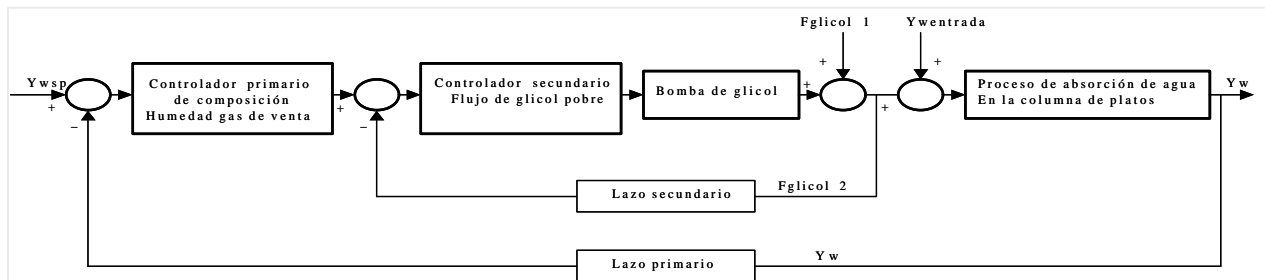 Fglicol 1
Ywentrada
Ywsp
+
−
Controlador primario
de composición
Humedad gas de venta
+
−
Controlador secundario
Flujo de glicol pobre
Bomba de glicol
+
+
+
+
Proceso de absorción de agua
En la columna de platos
Yw
Lazo secundario
Fglicol 2
Lazo primario
Yw